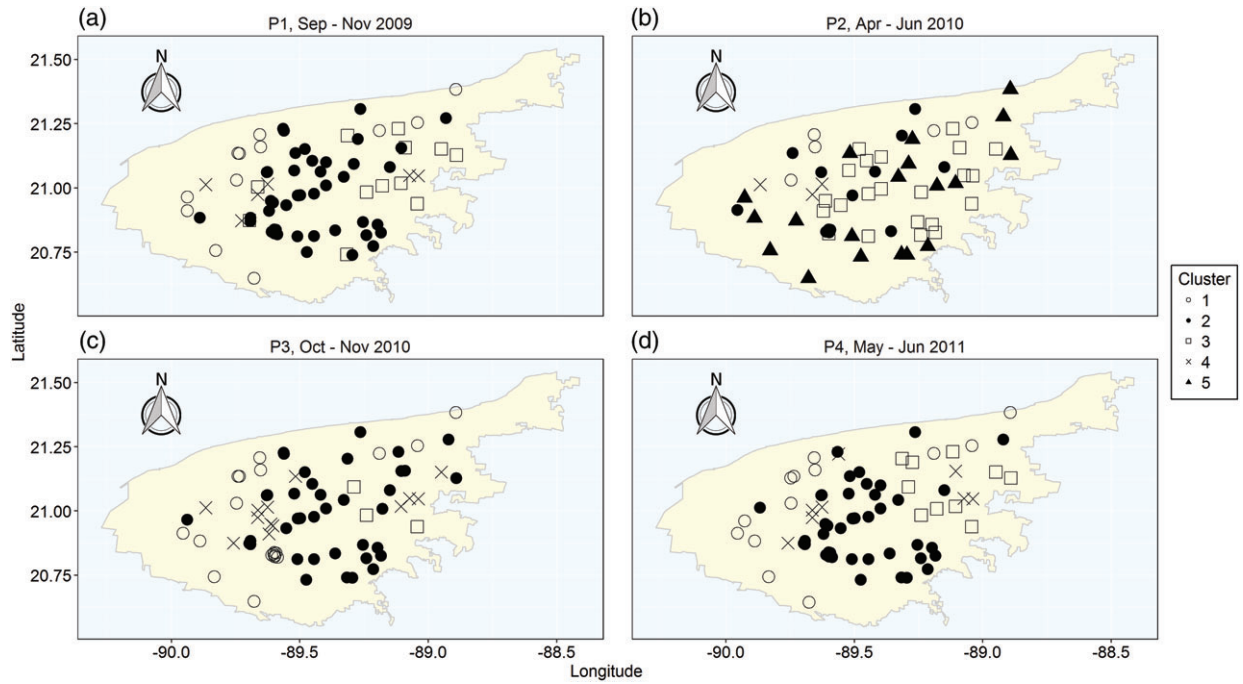 (a)
P1, Sep - Nov 2009
(b)
P2, Apr - Jun 2010
N
N
21.50
21.25
21.00
20.75
Latitude
(c)
P3, Oct - Nov 2010
(d)
P4, May - Jun 2011
N
N
21.50
21.25
21.00
20.75
-90.0 -89.5 -89.0 -88.5
-90.0 -89.5 -89.0 -88.5
Longitude
Cluster
1
2
3
4
5